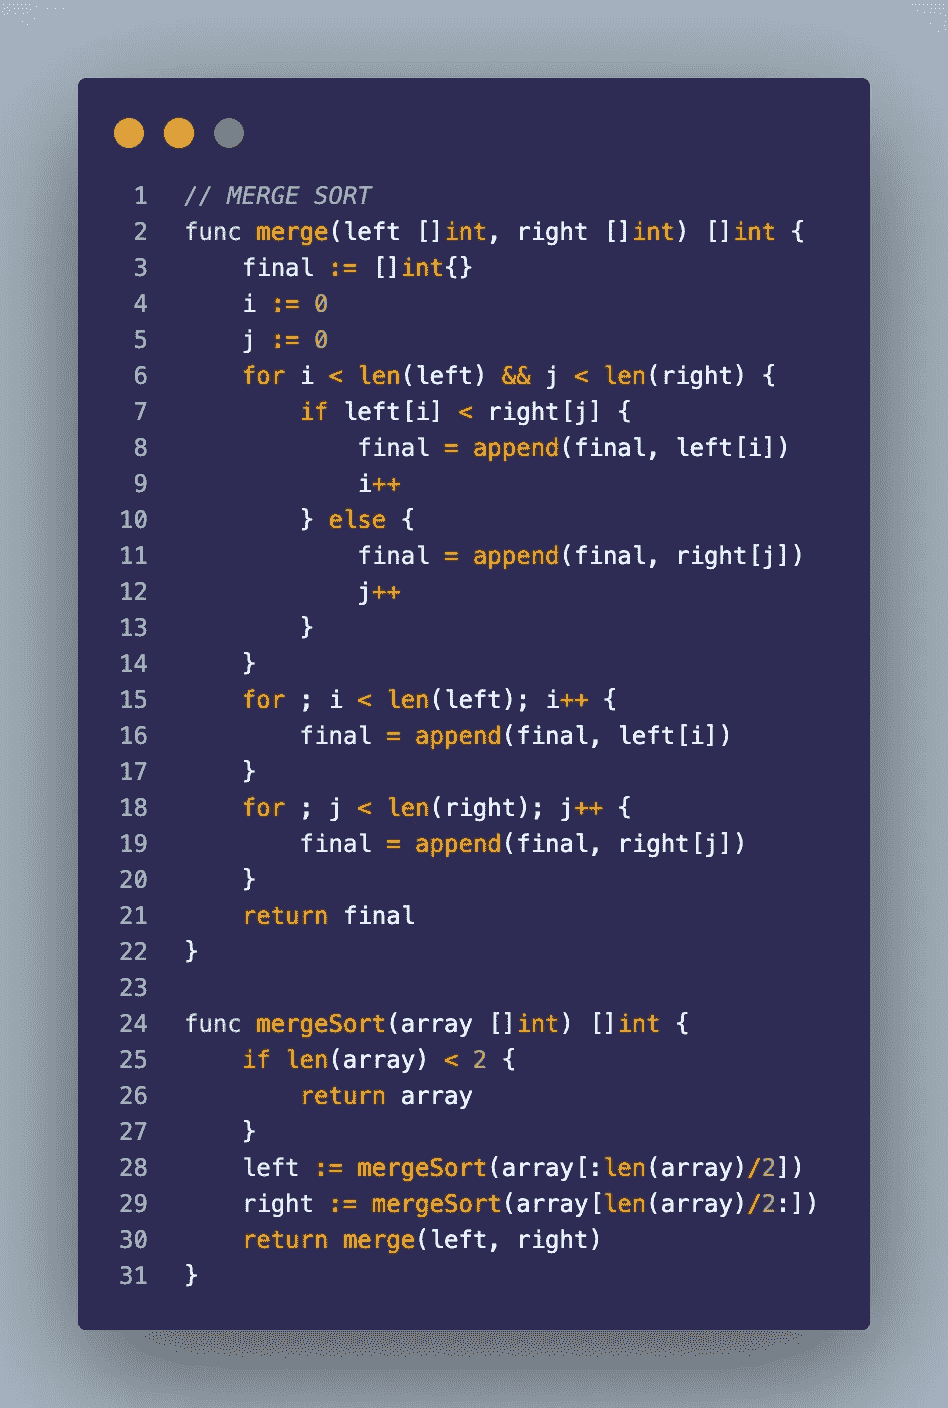 1 // MERGE SORT
2 func merge(left []int, right []int) []int {
3     final := []int{}
4     i := 0
5     j := 0
6     for i < len(left) && j < len(right) {
7         if left[i] < right[j] {
8             final = append(final, left[i])
9             i++
10         } else {
11             final = append(final, right[j])
12             j++
13         }
14     }
15     for ; i < len(left); i++ {
16         final = append(final, left[i])
17     }
18     for ; j < len(right); j++ {
19         final = append(final, right[j])
20     }
21     return final
22 }
23
24 func mergeSort(array []int) []int {
25     if len(array) < 2 {
26         return array
27     }
28     left := mergeSort(array[:len(array)/2])
29     right := mergeSort(array[len(array)/2:])
30     return merge(left, right)
31 }